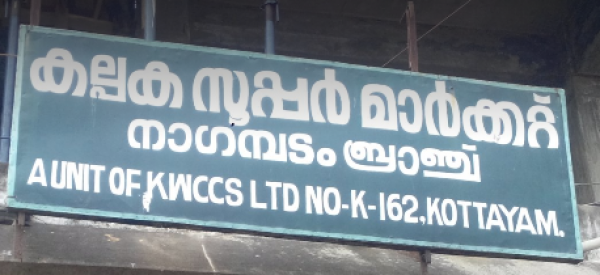 കല്പക സൂപ്പർ മാർക്കറ്റ്
നാഗമ്പടം ബ്രാഞ്ച്
A UNIT OF KWCCS LTD NO-K-162,KOTTAYAM.